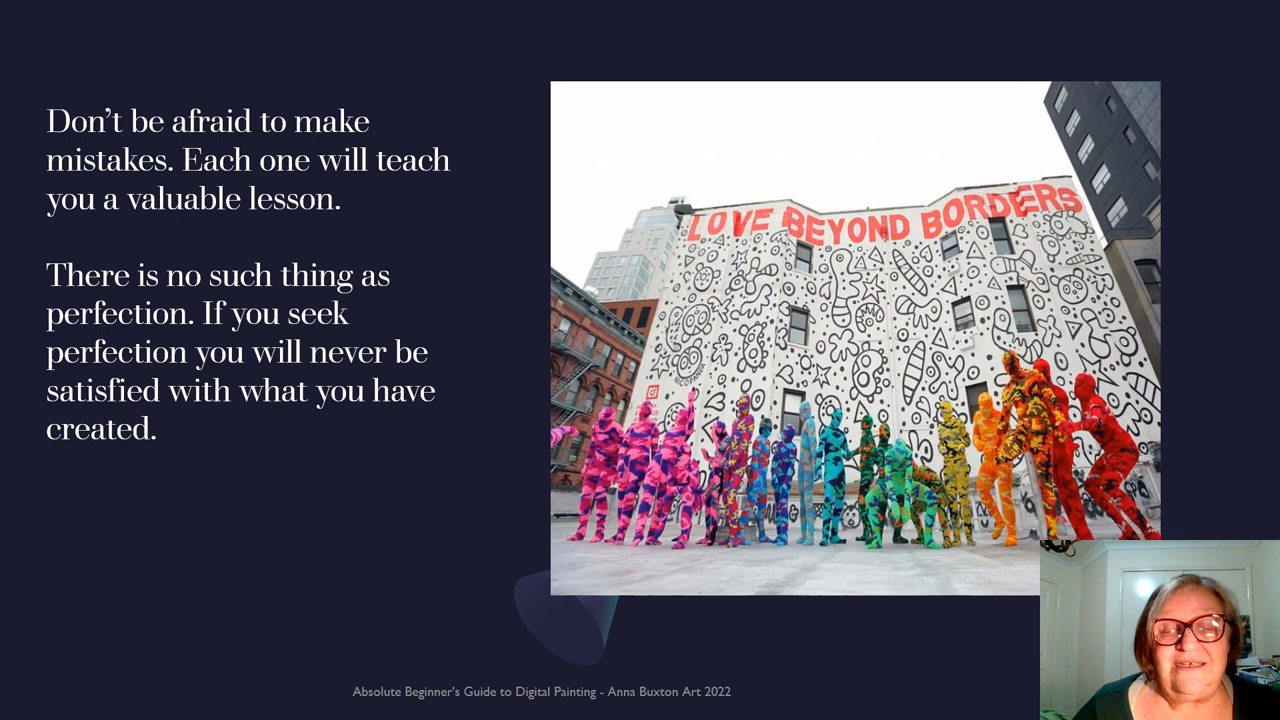 Don't be afraid to make
mistakes. Each one will teach
you a valuable lesson.
There is no such thing as
perfection. If you seek
perfection you will never be
satisfied with what you have
created.
LOVE BEYOND BORDERS
Absolute Beginner's Guide to Digital Painting - Anna Buxton Art 2022